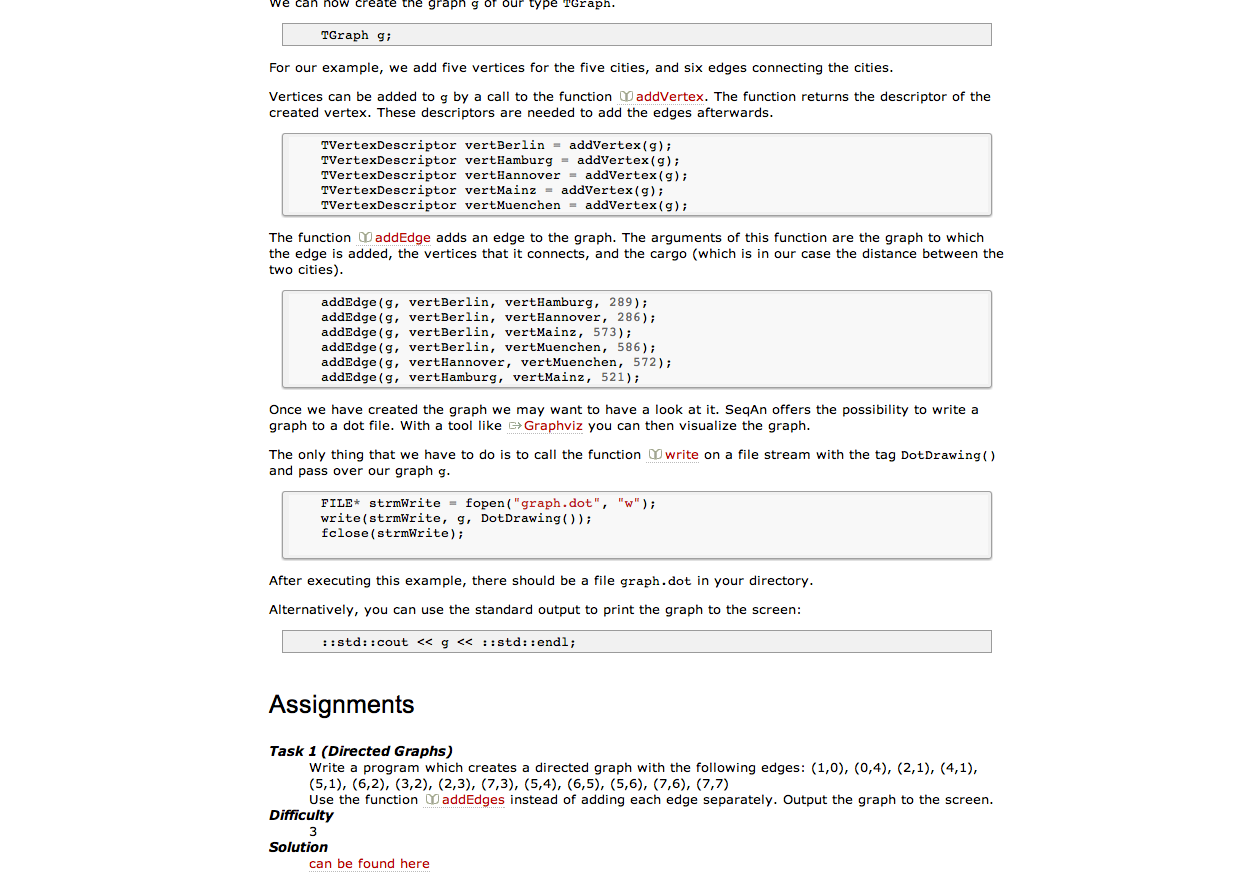 We can now create the graph g of our type TGraph.
TGraph g;
For our example, we add five vertices for the five cities, and six edges connecting the cities.
Vertices can be added to g by a call to the function addVertex. The function returns the descriptor of the
created vertex. These descriptors are needed to add the edges afterwards.
TVertexDescriptor vertBerlin = addVertex(g);
TVertexDescriptor vertHamburg = addVertex(g);
TVertexDescriptor vertHannover = addVertex(g);
TVertexDescriptor vertMainz = addVertex(g);
TVertexDescriptor vertMuenchen = addVertex(g);
The function addEdge adds an edge to the graph. The arguments of this function are the graph to which
the edge is added, the vertices that it connects, and the cargo (which is in our case the distance between the
two cities).
addEdge(g, vertBerlin, vertHamburg, 289);
addEdge(g, vertBerlin, vertHannover, 286);
addEdge(g, vertBerlin, vertMainz, 573);
addEdge(g, vertBerlin, vertMuenchen, 586);
addEdge(g, vertHannover, vertMuenchen, 572);
addEdge(g, vertHamburg, vertMainz, 521);
Once we have created the graph we may want to have a look at it. SeqAn offers the possibility to write a
graph to a dot file. With a tool like Graphviz you can then visualize the graph.
The only thing that we have to do is to call the function write on a file stream with the tag DotDrawing()
and pass over our graph g.
FILE* strmWrite = fopen("graph.dot", "w");
write(strmWrite, g, DotDrawing());
fclose(strmWrite);
After executing this example, there should be a file graph.dot in your directory.
Alternatively, you can use the standard output to print the graph to the screen:
::std::cout << g << ::std::endl;
Assignments
Task 1 (Directed Graphs)
Write a program which creates a directed graph with the following edges: (1,0), (0,4), (2,1), (4,1),
(5,1), (6,2), (3,2), (2,3), (7,3), (5,4), (6,5), (5,6), (7,6), (7,7)
Use the function addEdges instead of adding each edge separately. Output the graph to the screen.
Difficulty
3
Solution
can be found here